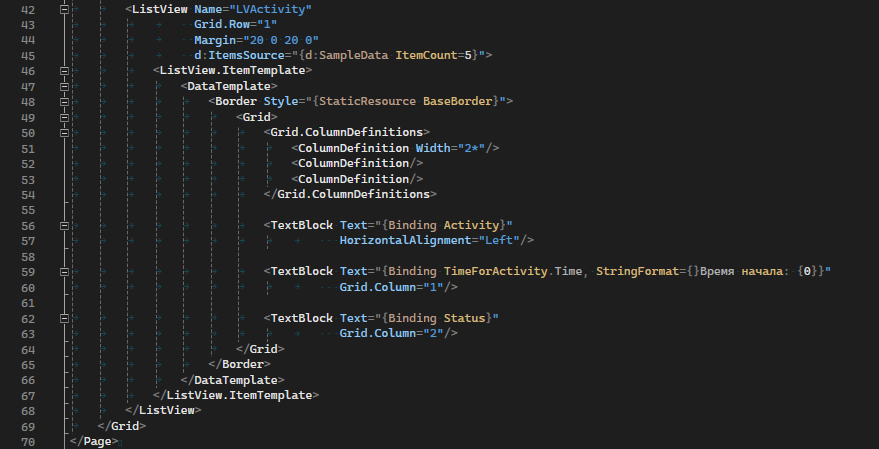 42 <ListView Name="LVActivity"
43 Grid.Row="1"
44 Margin="20 0 20 0"
45 d:ItemsSource="{d:SampleData ItemCount=5}">
46 <ListView.ItemTemplate>
47 <DataTemplate>
48 <Border Style="{StaticResource BaseBorder}">
49 <Grid>
50 <Grid.ColumnDefinitions>
51 <ColumnDefinition Width="2*"/>
52 <ColumnDefinition/>
53 <ColumnDefinition/>
54 </Grid.ColumnDefinitions>
55
56 <TextBlock Text="{Binding Activity}"
57 HorizontalAlignment="Left"/>
58
59 <TextBlock Text="{Binding TimeForActivity.Time, StringFormat={}Время начала: {0}}"
60 Grid.Column="1"/>
61
62 <TextBlock Text="{Binding Status}"
63 Grid.Column="2"/>
64 </Grid>
65 </Border>
66 </DataTemplate>
67 </ListView.ItemTemplate>
68 </ListView>
69 </Grid>
70 </Page>